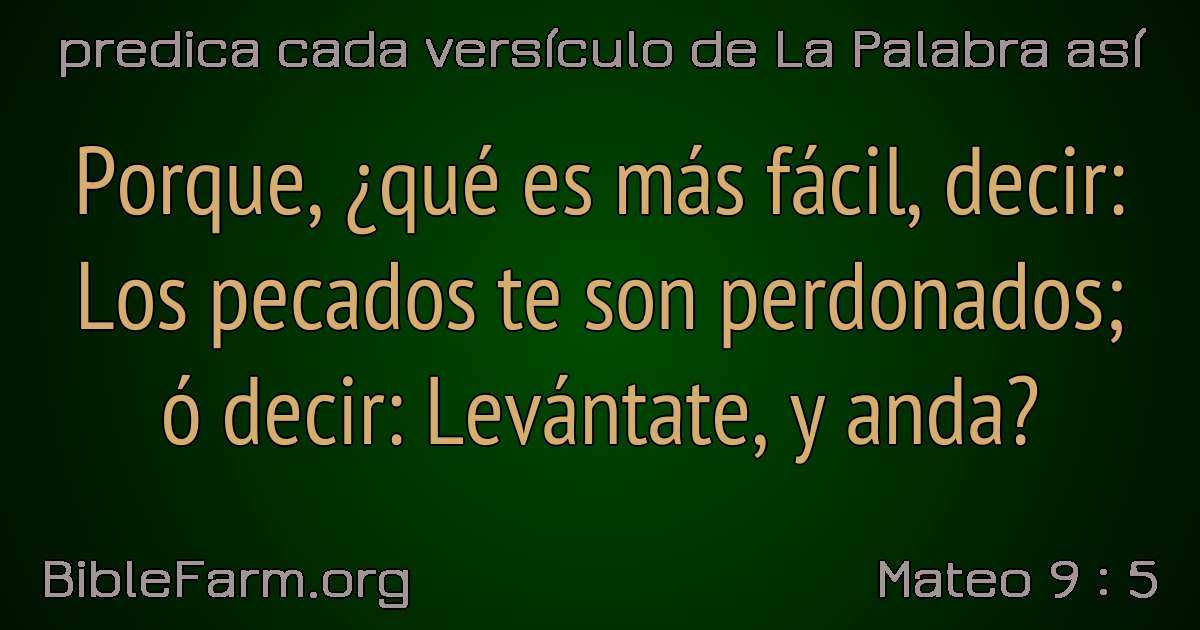 predica cada versículo de La Palabra así
Porque, ¿qué es más fácil, decir:
Los pecados te son perdonados;
ó decir: Levántate, y anda?
BibleFarm.org
Mateo 9 : 5